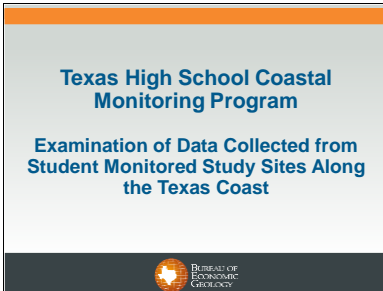 Texas High School Coastal
Monitoring Program
Examination of Data Collected from
Student Monitored Study Sites Along
the Texas Coast
BUREAU OF
ECONOMIC
GEOLOGY